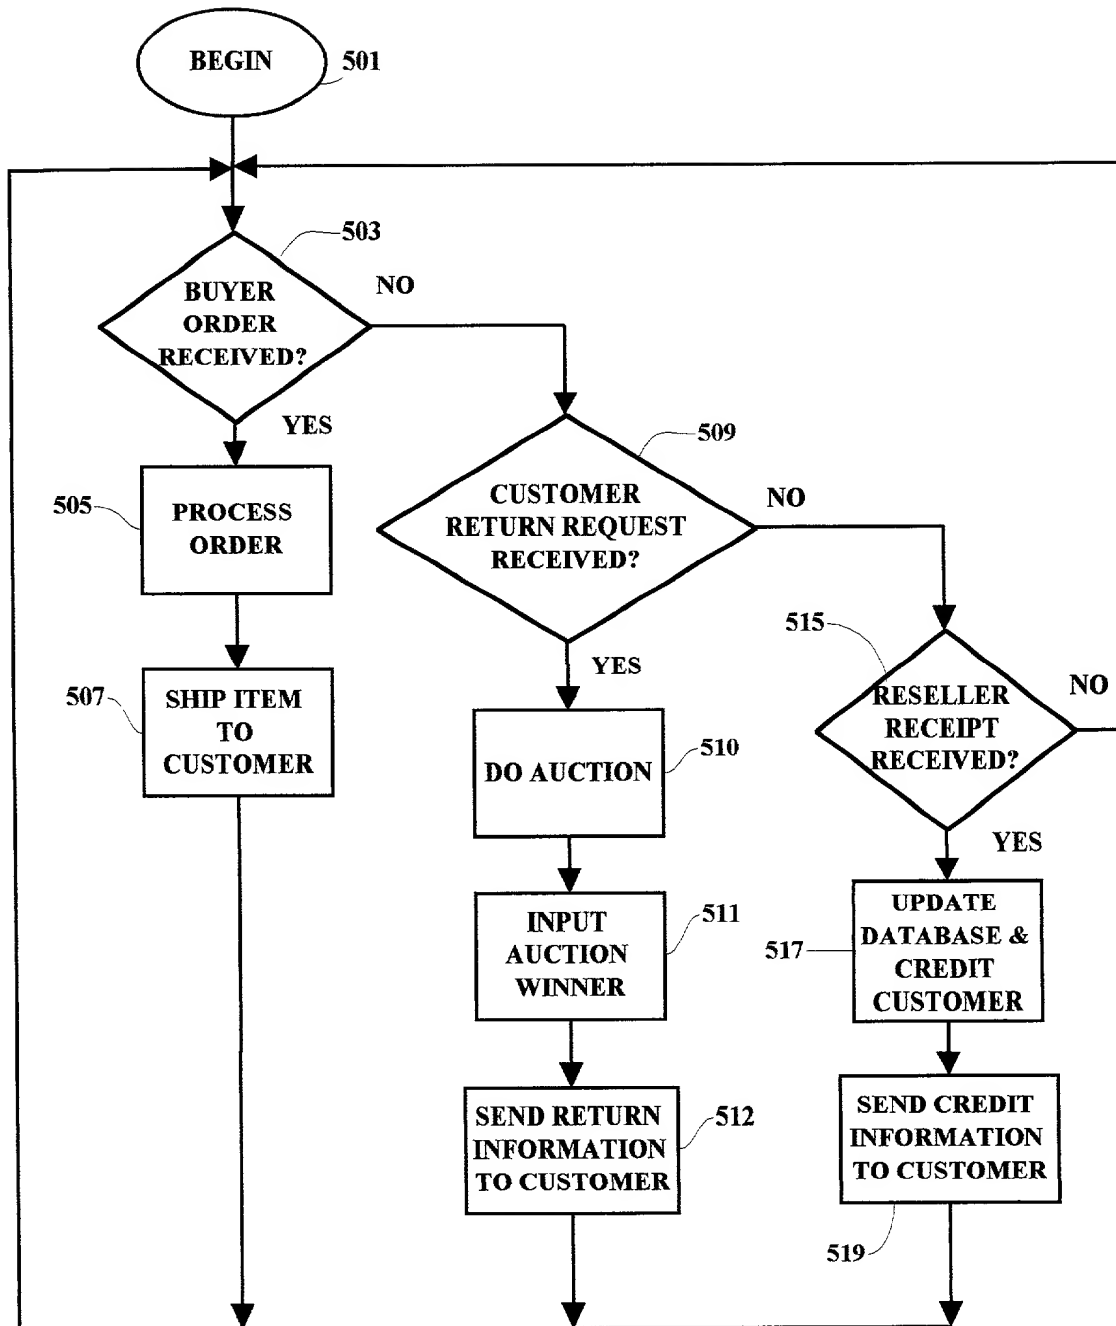 BEGIN
501
503
BUYER
ORDER
RECEIVED?
NO
YES
505
PROCESS
ORDER
507
SHIP ITEM
TO
CUSTOMER
509
CUSTOMER
RETURN REQUEST
RECEIVED?
NO
YES
510
DO AUCTION
511
INPUT
AUCTION
WINNER
512
SEND RETURN
INFORMATION
TO CUSTOMER
515
RESELLER
RECEIPT
RECEIVED?
NO
YES
517
UPDATE
DATABASE &
CREDIT
CUSTOMER
SEND CREDIT
INFORMATION
TO CUSTOMER
519